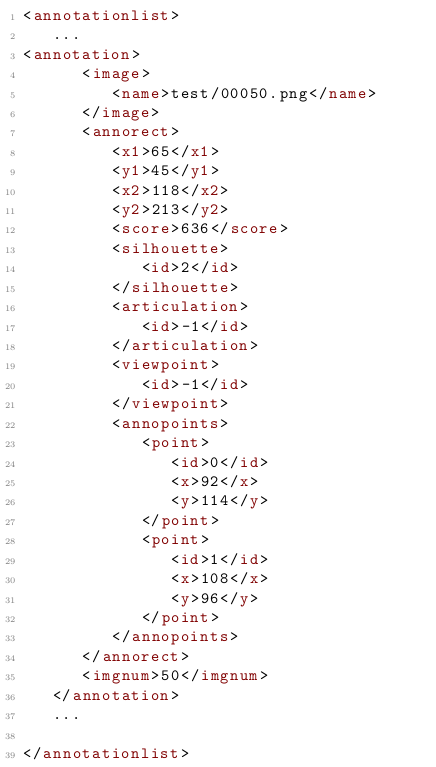 1 <annotationlist>
2    ...
3 <annotation>
4       <image>
5          <name>test/00050.png</name>
6       </image>
7       <annorect>
8          <x1>65</x1>
9          <y1>45</y1>
10          <x2>118</x2>
11          <y2>213</y2>
12          <score>636</score>
13          <silhouette>
14             <id>2</id>
15          </silhouette>
16          <articulation>
17             <id>-1</id>
18          </articulation>
19          <viewpoint>
20             <id>-1</id>
21          </viewpoint>
22          <annopoints>
23             <point>
24                <id>0</id>
25                <x>92</x>
26                <y>114</y>
27             </point>
28             <point>
29                <id>1</id>
30                <x>108</x>
31                <y>96</y>
32             </point>
33          </annopoints>
34       </annorect>
35       <imgnum>50</imgnum>
36    </annotation>
37    ...
38
39 </annotationlist>